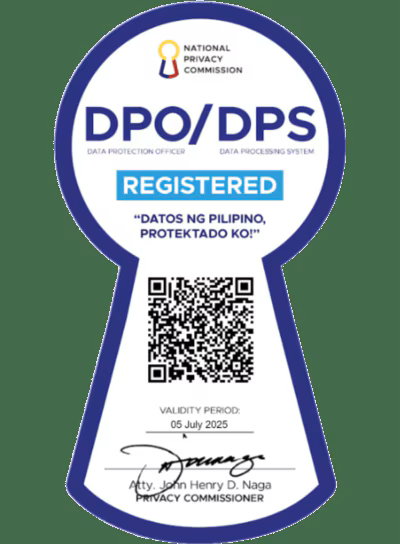 NATIONAL
PRIVACY
COMMISSION
DPO/DPS
DATA PROTECTION OFFICER DATA PROCESSING SYSTEM
REGISTERED
“DATOS NG PILIPINO,
PROTEKTADO KO!”
VALIDITY PERIOD:
05 July 2025
Atty. John Henry D. Naga
PRIVACY COMMISSIONER